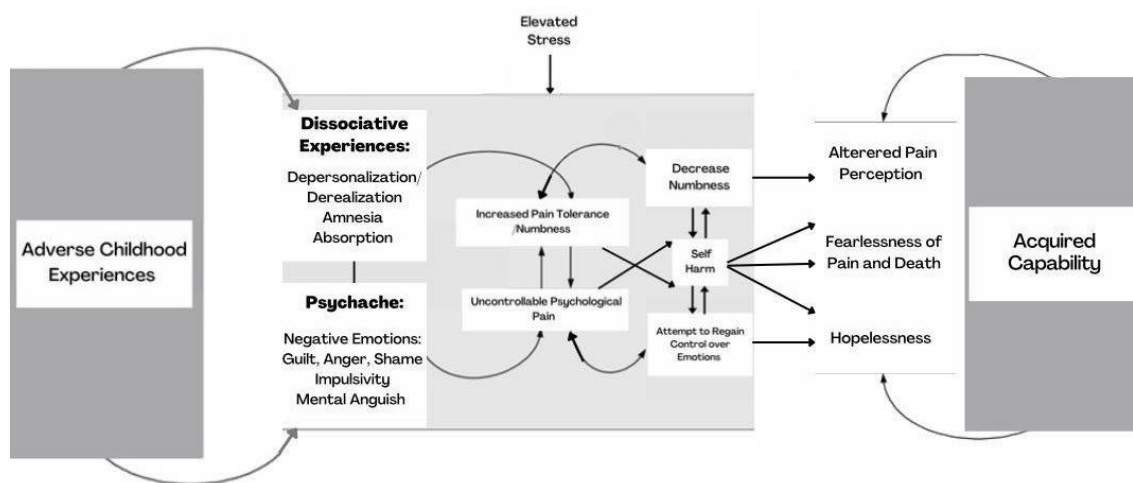 Elevated
Stress
Adverse Childhood
Experiences
Dissociative
Experiences:
Depersonalization/
Derealization
Amnesia
Absorption
Psychache:
Negative Emotions:
Guilt, Anger, Shame
Impulsivity
Mental Anguish
Increased Pain Tolerance
/Numbness
Uncontrollable Psychological
Pain
Decrease
Numbness
Self
Harm
Attempt to Regain
Control over
Emotions
Alterered Pain
Perception
Fearlessness of
Pain and Death
Hopelessness
Acquired
Capability